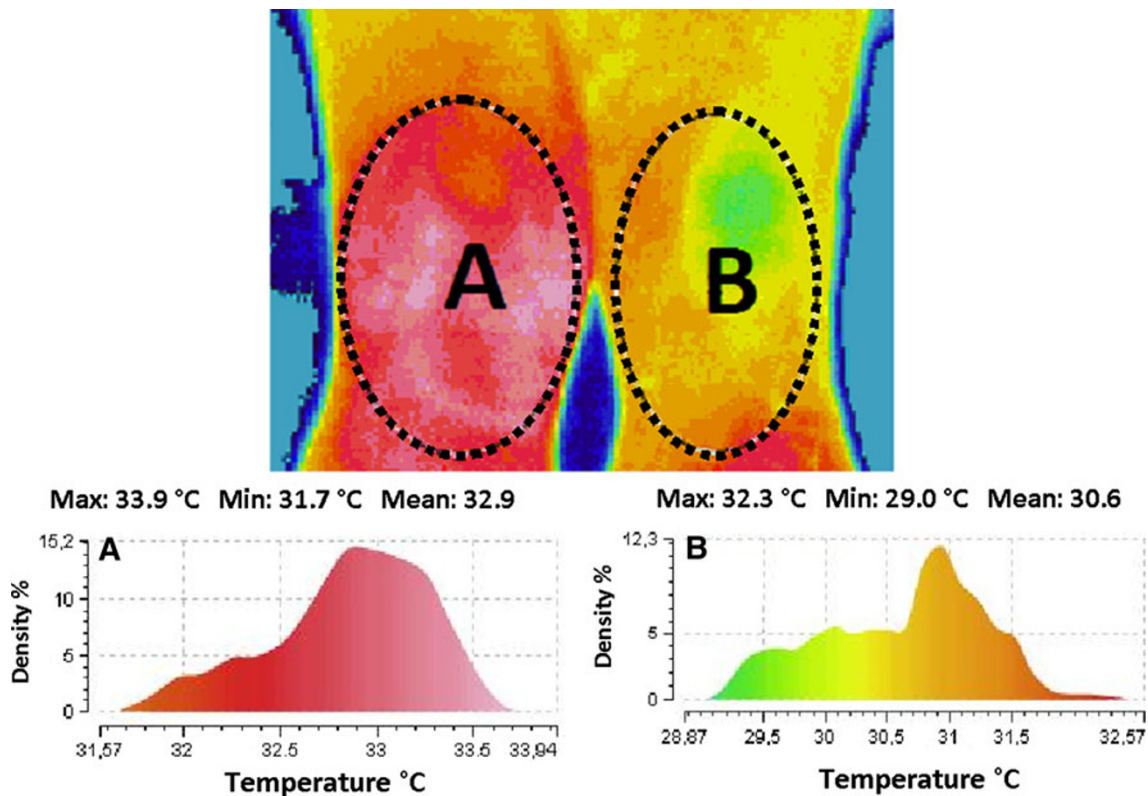 A
B
Max: 33.9 °C Min: 31.7 °C Mean: 32.9
Max: 32.3 °C Min: 29.0 °C Mean: 30.6
A
Density %
15,2
10
5
0
31,57 32 32.5 33 33.5 33,94
Temperature °C
B
Density %
12,3
5
0
28,87 29,5 30 30,5 31 31,5 32,57
Temperature °C